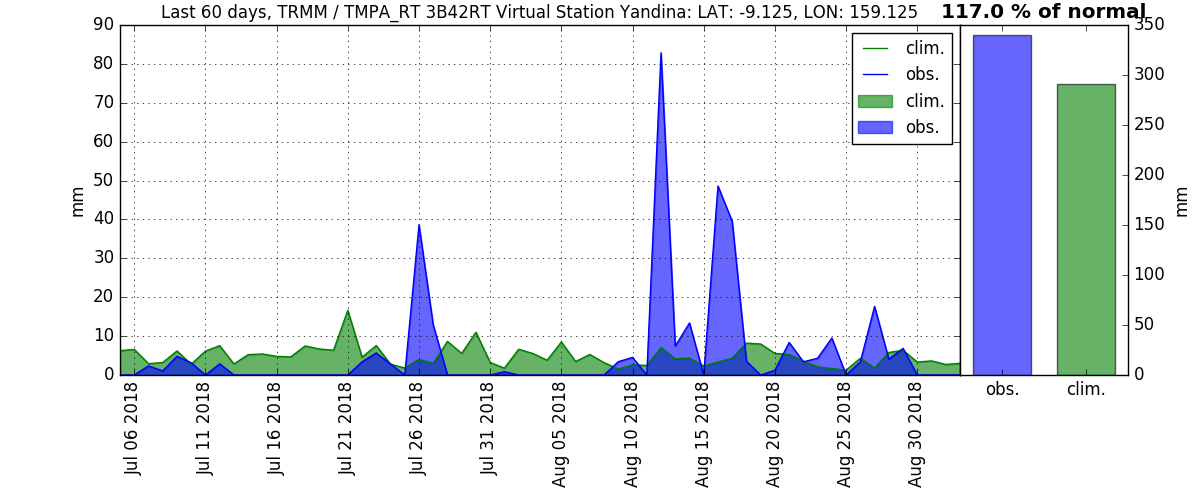 Last 60 days, TRMM / TMPA_RT 3B42RT Virtual Station Yandina: LAT: -9.125, LON: 159.125
117.0 % of normal
90
80
70
60
50
40
30
20
10
0
mm
clim.
obs.
clim.
obs.
Jul 06 2018
Jul 11 2018
Jul 16 2018
Jul 21 2018
Jul 26 2018
Jul 31 2018
Aug 05 2018
Aug 10 2018
Aug 15 2018
Aug 20 2018
Aug 25 2018
Aug 30 2018
350
300
250
200
150
100
50
0
mm
obs.
clim.